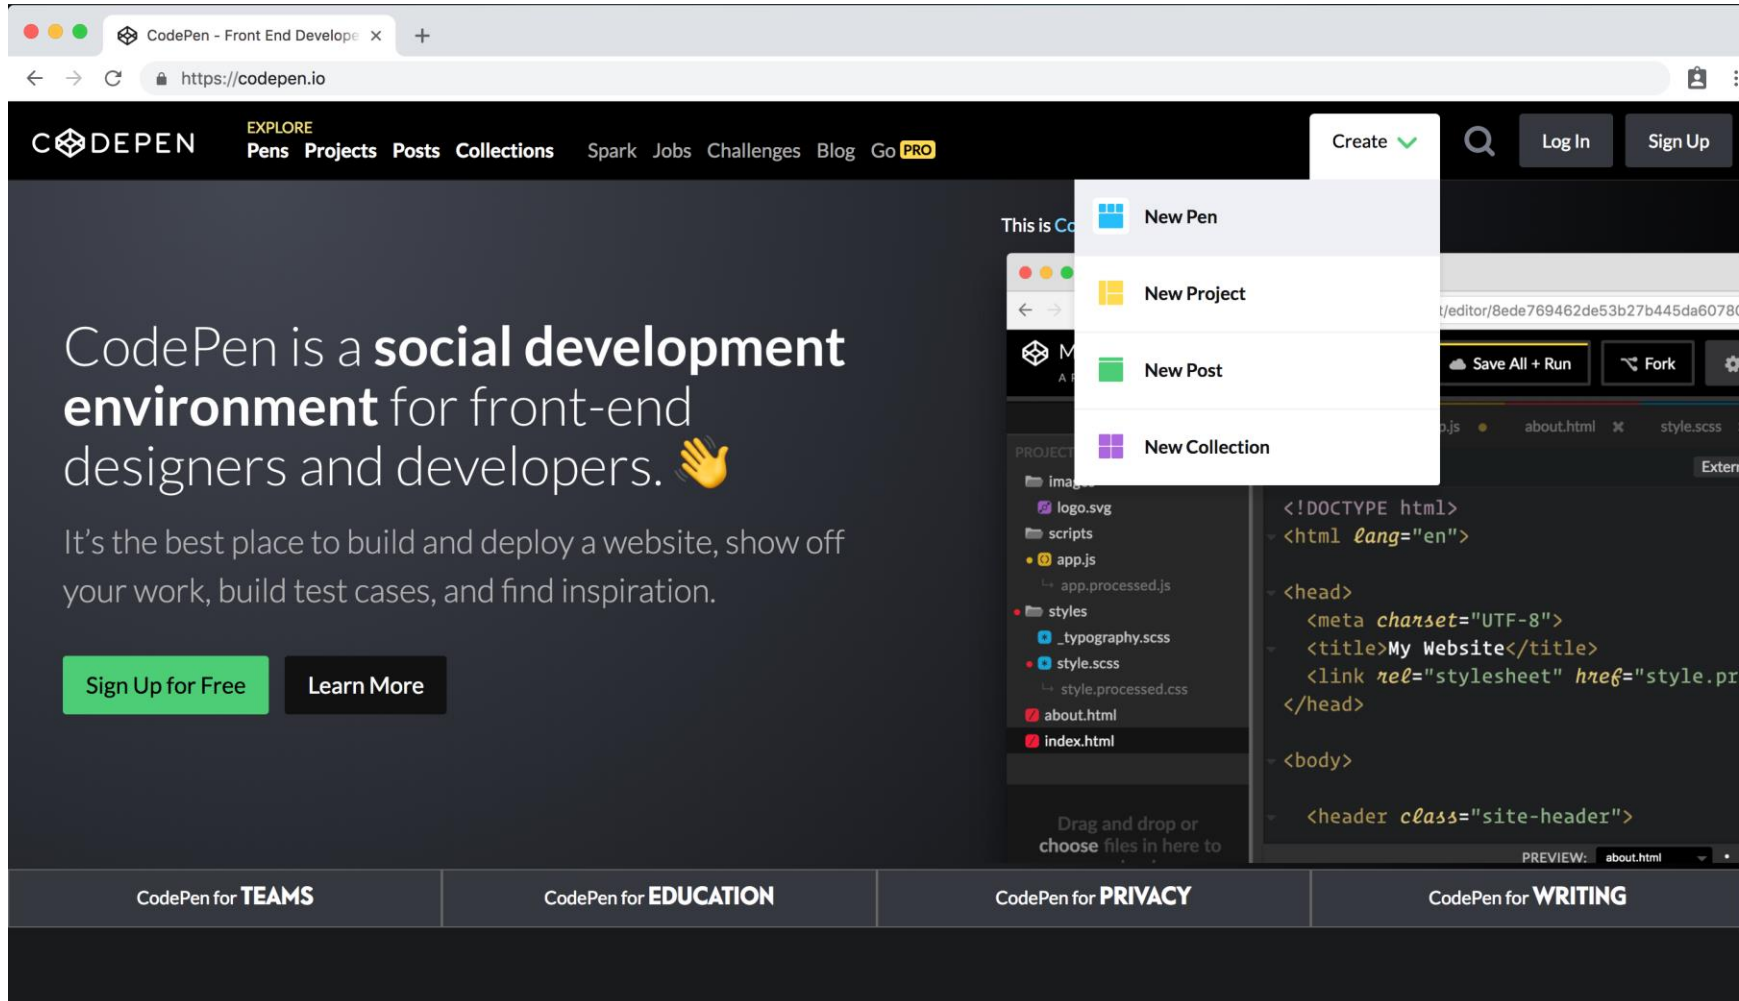 CodePen - Front End Develope
https://codepen.io
CODEPEN
EXPLORE
Pens Projects Posts Collections Spark Jobs Challenges Blog Go PRO
Create
Log In
Sign Up
New Pen
New Project
New Post
New Collection
CodePen is a social development
environment for front-end
designers and developers.
It's the best place to build and deploy a website, show off
your work, build test cases, and find inspiration.
Sign Up for Free
Learn More
This is Co
t/editor/8ede769462de53b27b445da60780
M
A
Save All + Run
Fork
p.js
about.html
style.scss
Extern
PROJECT
images
logo.svg
scripts
app.js
app.processed.js
styles
_typography.scss
style.scss
style.processed.css
about.html
index.html
Drag and drop or
choose files in here to
<!DOCTYPE html>
<html lang="en">
<head>
<meta charset="UTF-8">
<title>My Website</title>
<link rel="stylesheet" href="style.pr
</head>
<body>
<header class="site-header">
PREVIEW: about.html
CodePen for TEAMS
CodePen for EDUCATION
CodePen for PRIVACY
CodePen for WRITING